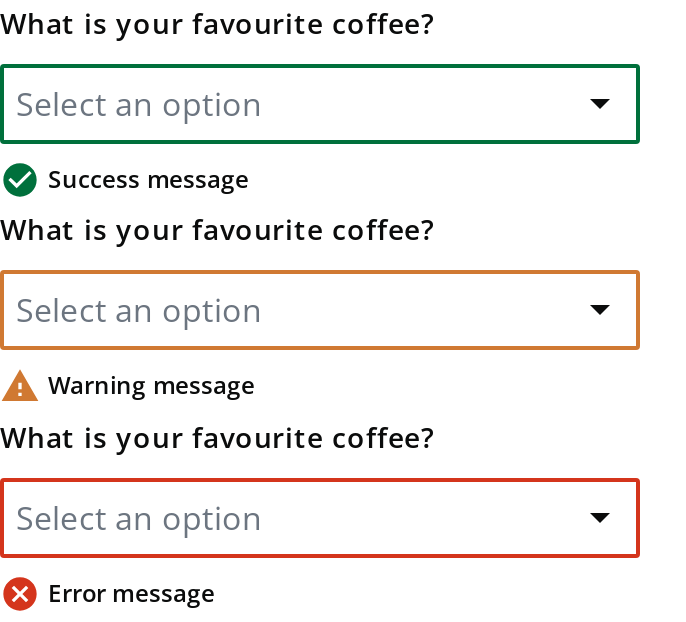 What is your favourite coffee?
Select an option
Success message
What is your favourite coffee?
Select an option
Warning message
What is your favourite coffee?
Select an option
Error message